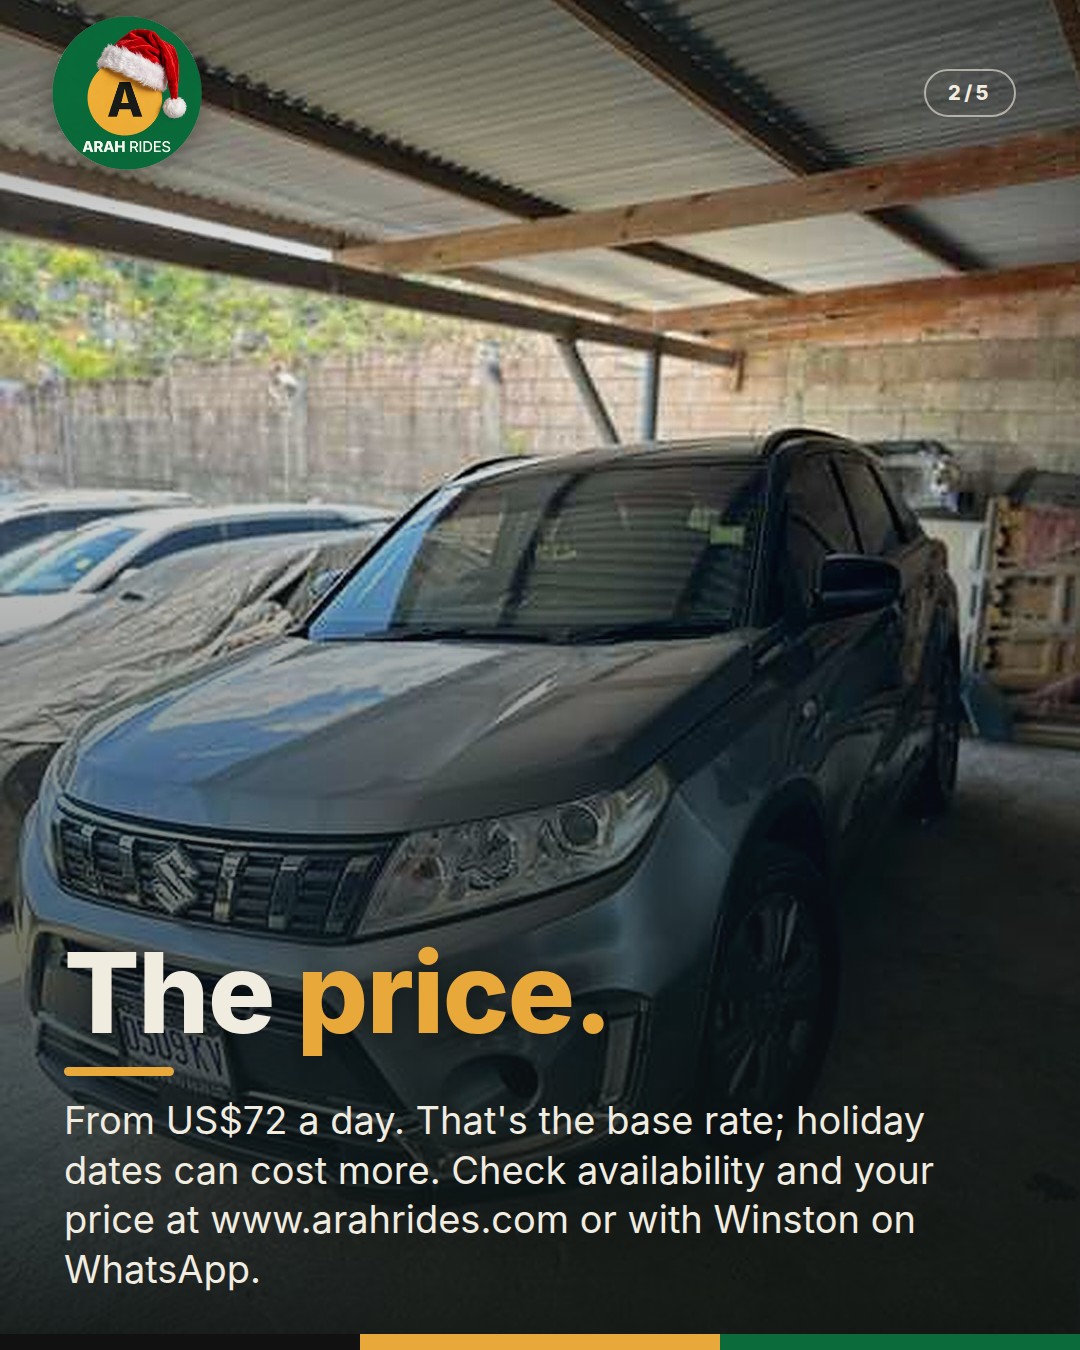 A
ARAH RIDES
2/5
The price.
0309KV
From US$72 a day. That's the base rate; holiday
dates can cost more. Check availability and your
price at www.arahrides.com or with Winston on
WhatsApp.